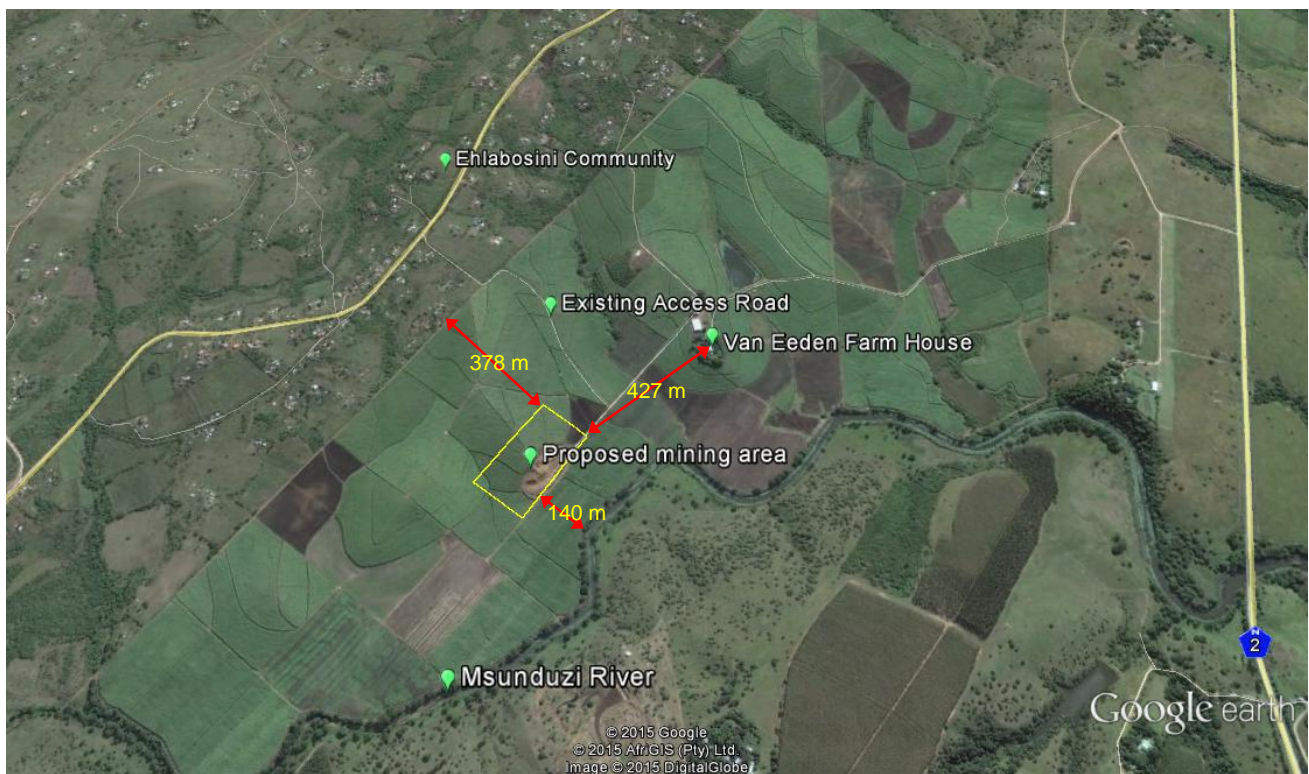 Ehlabosini Community
Existing Access Road
Van Eeden Farm House
378 m
427 m
Proposed mining area
140 m
N
2
Msunduzi River
Google earth
© 2015 Google
© 2015 AfriGIS (Pty) Ltd.
Image © 2015 DigitalGlobe